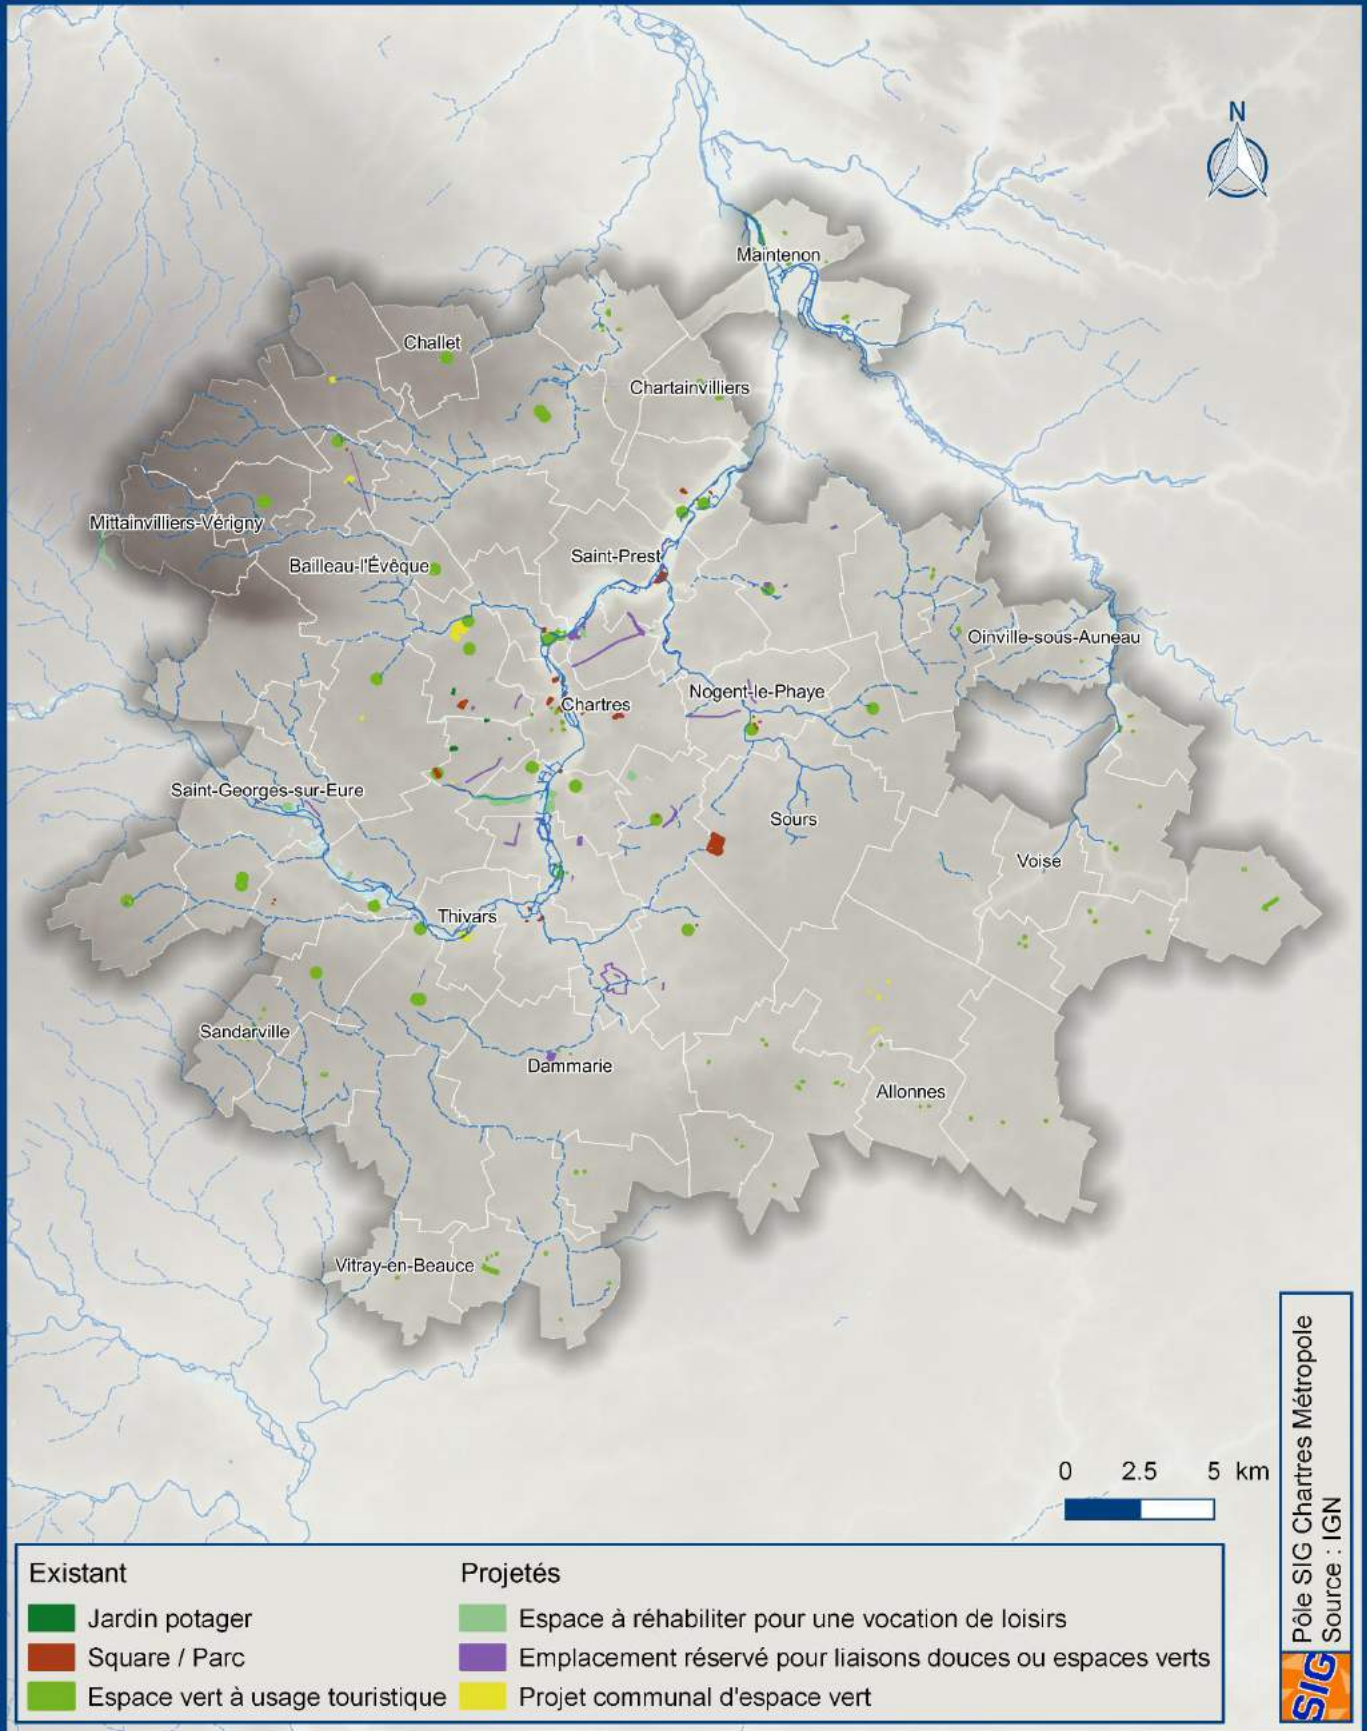 N
Maintenon
Challet
Chartainvilliers
Mittainvilliers-Vérigny
Saint-Prest
Bailleau-l'Évêque
Oinville-sous-Auneau
Nogent-le-Phaye
Chartres
Saint-Georges-sur-Eure
Sours
Voise
Thivars
Sandarville
Dammarie
Allonnes
Vitray-en-Beauce
0 2.5 5 km
Existant
Jardin potager
Square / Parc
Espace vert à usage touristique
Projetés
Espace à réhabiliter pour une vocation de loisirs
Emplacement réservé pour liaisons douces ou espaces verts
Projet communal d'espace vert
Pôle SIG Chartres Métropole
Source : IGN
SIG